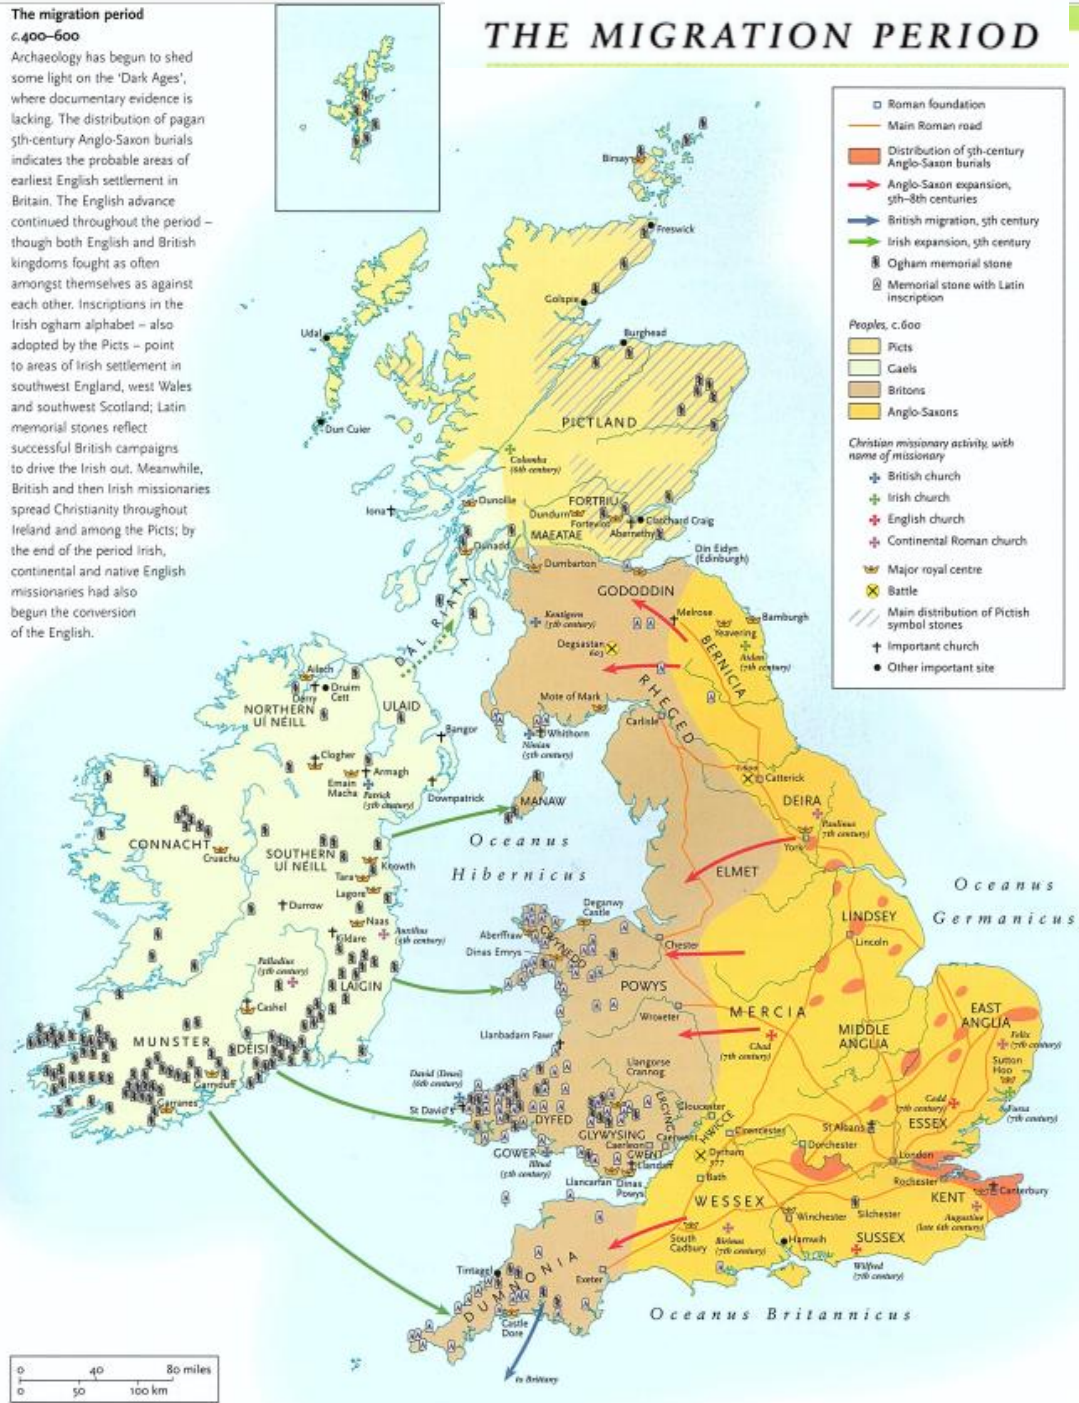 The migration period
c.400–600
Archaeology has begun to shed
some light on the 'Dark Ages',
where documentary evidence is
lacking. The distribution of pagan
5th-century Anglo-Saxon burials
indicates the probable areas of
earliest English settlement in
Britain. The English advance
continued throughout the period –
though both English and British
kingdoms fought as often
amongst themselves as against
each other. Inscriptions in the
Irish ogham alphabet – also
adopted by the Picts – point
to areas of Irish settlement in
southwest England, west Wales
and southwest Scotland; Latin
memorial stones reflect
successful British campaigns
to drive the Irish out. Meanwhile,
British and then Irish missionaries
spread Christianity throughout
Ireland and among the Picts; by
the end of the period Irish,
continental and native English
missionaries had also
begun the conversion
of the English.
THE MIGRATION PERIOD
Roman foundation
Main Roman road
Distribution of 5th-century
Anglo-Saxon burials
Anglo-Saxon expansion,
5th–8th centuries
British migration, 5th century
Irish expansion, 5th century
Ogham memorial stone
Memorial stone with Latin
inscription
Peoples, c.600
Picts
Gaels
Britons
Anglo-Saxons
Christian missionary activity, with
name of missionary
British church
Irish church
English church
Continental Roman church
Major royal centre
Battle
Main distribution of Pictish
symbol stones
Important church
Other important site
Birsay
Freswick
Golspie
Udal
Burghead
Dun Cuier
PICTLAND
Columba
(6th century)
Iona
Dunollie
FORTRIU
Dundurn
Forteviot
Clatchard Craig
Abernethy
MAEATAE
Dunadd
Din Eidyn
(Edinburgh)
Dumbarton
GODODDIN
DÁL RIATA
Kentigern
(7th century)
Melrose
Bamburgh
Yeavering
Degsastan
603
Aidan
(7th century)
BERNICIA
RHEGED
Mote of Mark
Carlisle
Whithorn
Ninian
(5th century)
Ailech
Derry
Druim
Cett
NORTHERN
UÍ NÉILL
ULAID
Bangor
Clogher
Armagh
Emain
Macha
Patrick
(5th century)
Downpatrick
MANAW
Catterick
DEIRA
Paulinus
7th century)
York
CONNACHT
Cruachu
SOUTHERN
UÍ NÉILL
Knowth
Tara
Lagore
Oceanus
Hibernicus
ELMET
Durrow
Naas
Kildare
Auxilius
(5th century)
Deganwy
Castle
Aberffraw
GWYNEDD
Dinas Emrys
Chester
LINDSEY
Lincoln
Oceanus
Germanicus
Palladius
(5th century)
LAIGIN
Cashel
POWYS
Wroxeter
MERCIA
MIDDLE
ANGLIA
EAST
ANGLIA
Felix
(7th century)
Chad
(7th century)
Llanbadarn Fawr
MUNSTER
DÉISI
Garryduff
Garranes
David (Dewi)
(6th century)
St David's
Llangorse
Crannog
DYFED
ERGYNG
Gloucester
HWICCE
Cirencester
GLYWYSING
Caerleon
Caerwent
GWENT
Llandaff
GOWER
Illtud
(5th century)
Llancarfan
Dinas
Powys
Dyrham
577
Bath
Dorchester
St Albans
Cedd
(7th century)
ESSEX
Sutton
Hoo
Fursa
(7th century)
London
Rochester
KENT
Canterbury
Augustine
(late 6th century)
WESSEX
Winchester
Silchester
South
Cadbury
Birinus
(7th century)
Hamwih
SUSSEX
Wilfred
(7th century)
Tintagel
DUMNONIA
Exeter
Castle
Dore
Oceanus Britannicus
to Brittany
0 40 80 miles
0 50 100 km